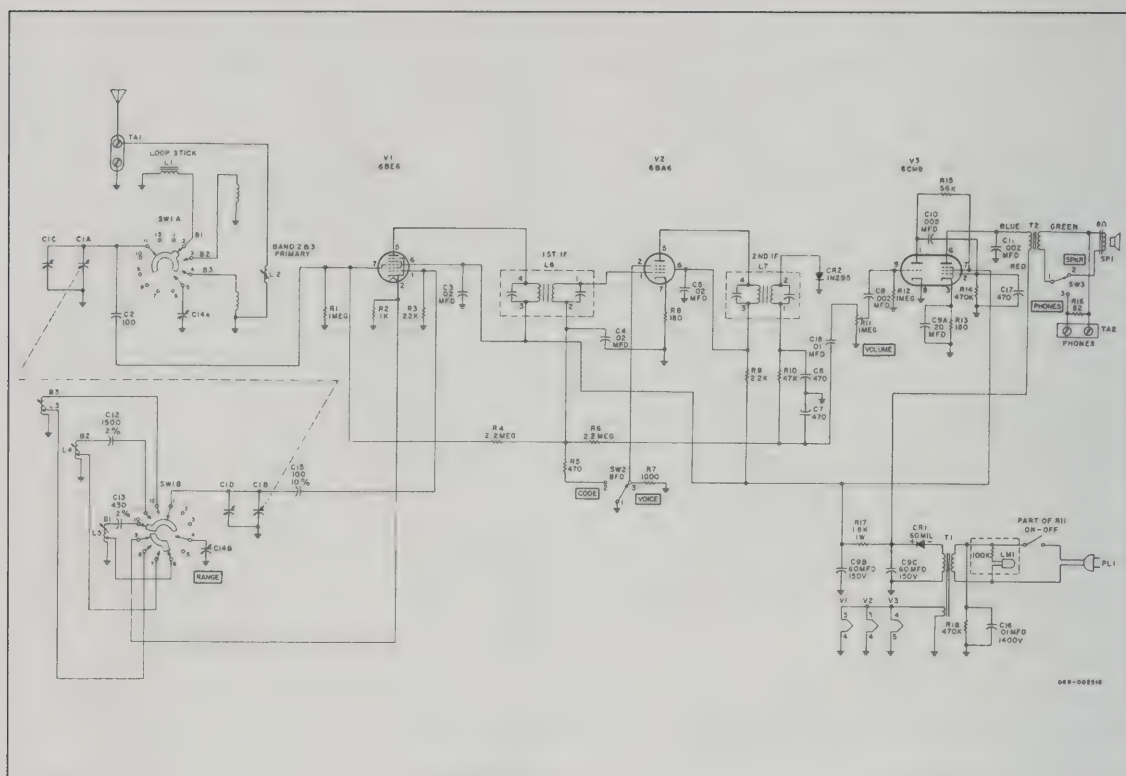 TA1
LOOP STICK
L1
SW1A
C1C
C1A
B1
B2
B3
C14A
C2
100
BAND 2 & 3
PRIMARY
L2
V1
6BE6
R1
1MEG
R2
1K
R3
22K
C3
.02
MFD
1ST IF
L6
C4
.02
MFD
V2
6BA6
C5
.02
MFD
R8
180
2ND IF
L7
CR2
1N295
R9
2.2K
R10
47K
C18
.01
MFD
C6
470
C7
470
R11
1MEG
VOLUME
V3
6CM8
R15
56K
C10
.005
MFD
C8
.002
MFD
R12
1MEG
C9A
20
MFD
R13
180
R14
470K
C11
.002
MFD
C17
470
BLUE
T2
GREEN
RED
8Ω
SP1
SPKR
SW3
PHONES
R16
82
TA2
PHONES
B3
L3
C12
1500
2%
B2
L4
C13
430
2%
B1
L5
SW1B
RANGE
C14B
C1D
C1B
C15
100
10%
R4
2.2MEG
R6
2.2MEG
R5
470
CODE
SW2
BFO
R7
1000
VOICE
R17
1.8K
1W
CR1
50MIL
C9B
60MFD
150V
C9C
60MFD
150V
T1
100K
LM1
PART OF R11
ON-OFF
PL1
V1
V2
V3
R18
470K
C16
.01MFD
1400V